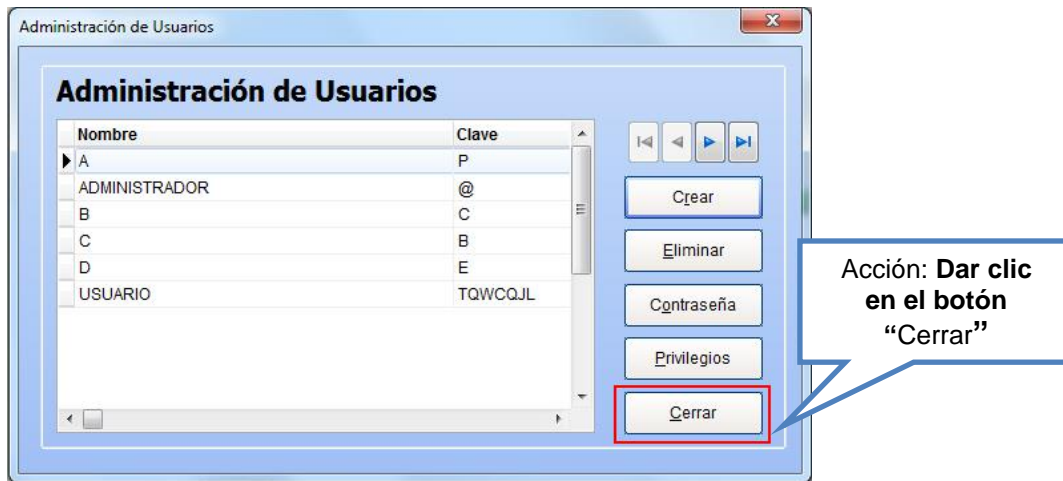 Administración de Usuarios
Administración de Usuarios
Nombre Clave
A P
ADMINISTRADOR @
B C
C B
D E
USUARIO TQWCQJL
Crear
Eliminar
Contraseña
Privilegios
Cerrar
Acción: Dar clic
en el botón
“Cerrar”